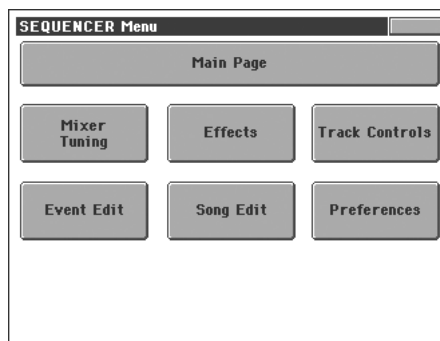 SEQUENCER Menu
Main Page
Mixer
Tuning
Effects
Track Controls
Event Edit
Song Edit
Preferences